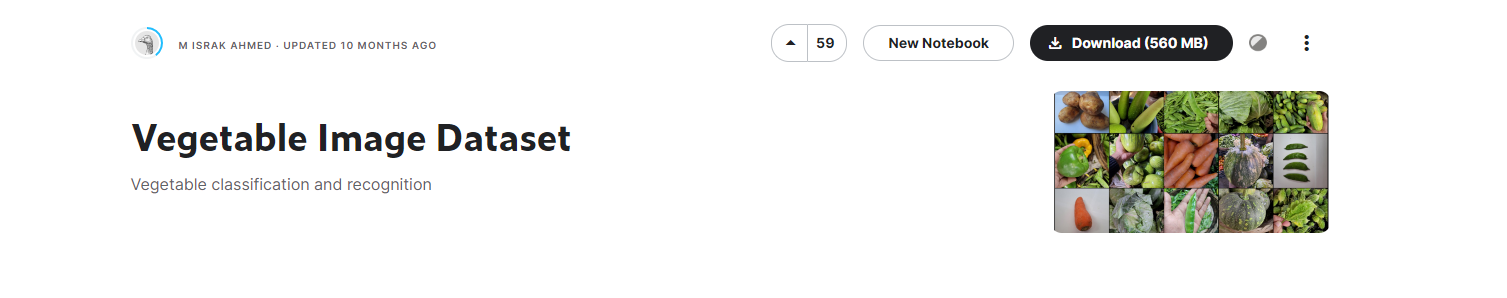 M ISRAK AHMED · UPDATED 10 MONTHS AGO
59
New Notebook
Download (560 MB)
Vegetable Image Dataset
Vegetable classification and recognition